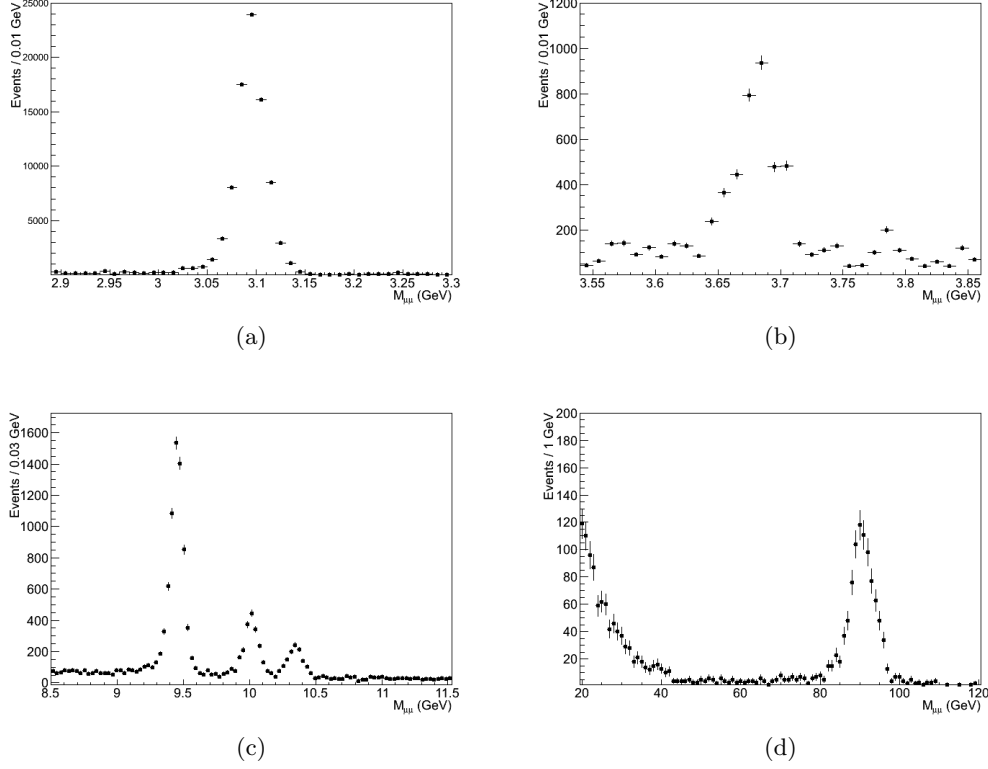 Events / 0.01 GeV
25000
20000
15000
10000
5000
2.9 2.95 3 3.05 3.1 3.15 3.2 3.25 3.3
M_μμ (GeV)
(a)
Events / 0.01 GeV
1200
1000
800
600
400
200
3.55 3.6 3.65 3.7 3.75 3.8 3.85
M_μμ (GeV)
(b)
Events / 0.03 GeV
1600
1400
1200
1000
800
600
400
200
0
8.5 9 9.5 10 10.5 11 11.5
M_μμ (GeV)
(c)
Events / 1 GeV
200
180
160
140
120
100
80
60
40
20
20 40 60 80 100 120
M_μμ (GeV)
(d)